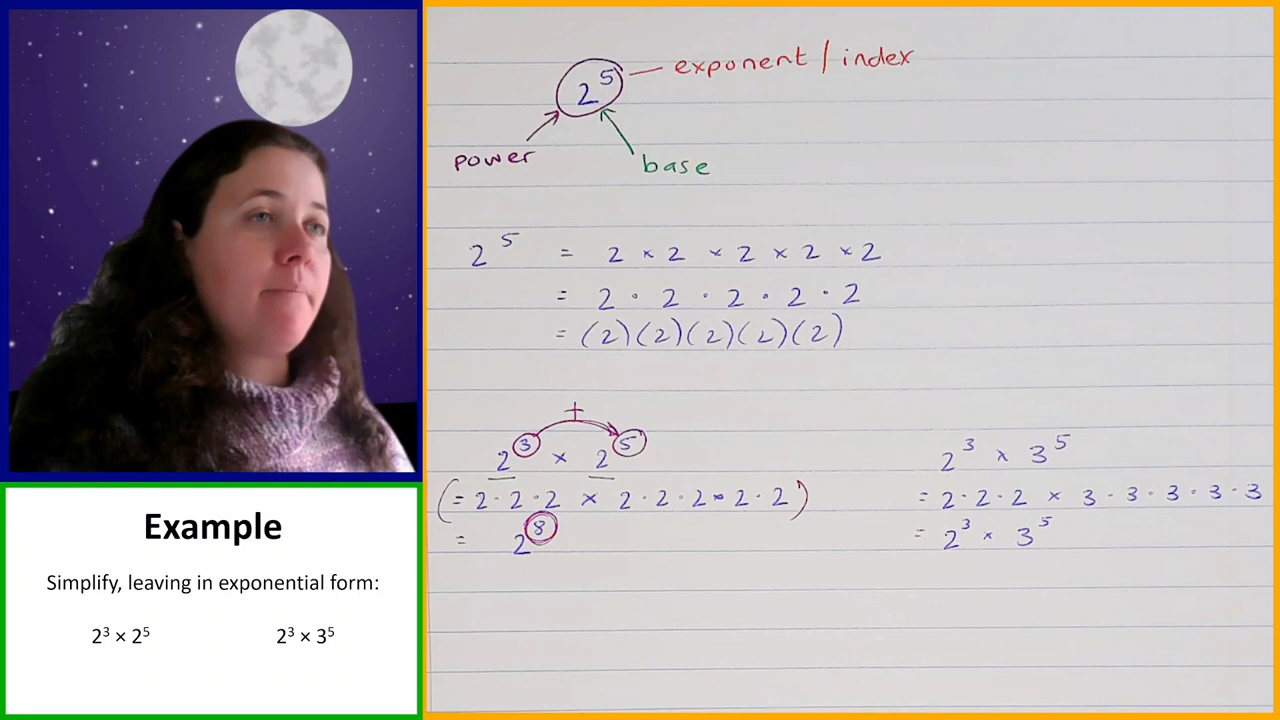 2⁵ — exponent / index
power
base
2⁵ = 2 × 2 × 2 × 2 × 2
= 2 · 2 · 2 · 2 · 2
= (2)(2)(2)(2)(2)
+
2³ × 2⁵
(= 2 · 2 · 2 × 2 · 2 · 2 · 2 · 2)
= 2⁸
2³ × 3⁵
= 2 · 2 · 2 × 3 · 3 · 3 · 3 · 3
= 2³ × 3⁵
Example
Simplify, leaving in exponential form:
2³ × 2⁵ 2³ × 3⁵